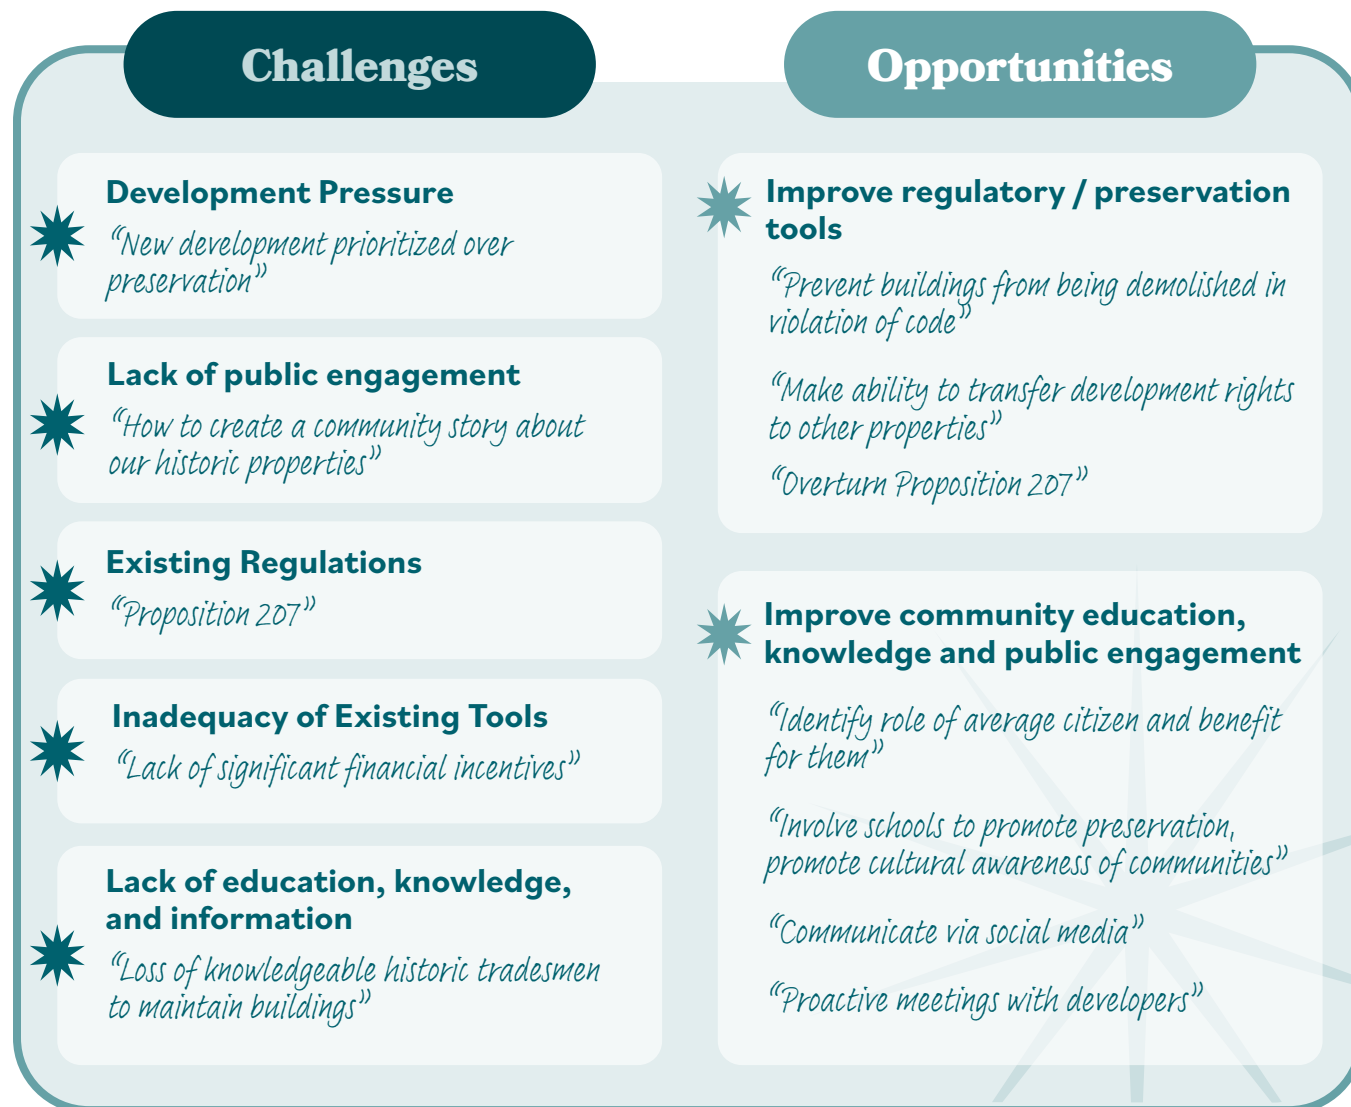 Challenges
Development Pressure
“New development prioritized over
preservation”
Lack of public engagement
“How to create a community story about
our historic properties”
Existing Regulations
“Proposition 207”
Inadequacy of Existing Tools
“Lack of significant financial incentives”
Lack of education, knowledge,
and information
“Loss of knowledgeable historic tradesmen
to maintain buildings”
Opportunities
Improve regulatory / preservation
tools
“Prevent buildings from being demolished in
violation of code”
“Make ability to transfer development rights
to other properties”
“Overturn Proposition 207”
Improve community education,
knowledge and public engagement
“Identify role of average citizen and benefit
for them”
“Involve schools to promote preservation,
promote cultural awareness of communities”
“Communicate via social media”
“Proactive meetings with developers”